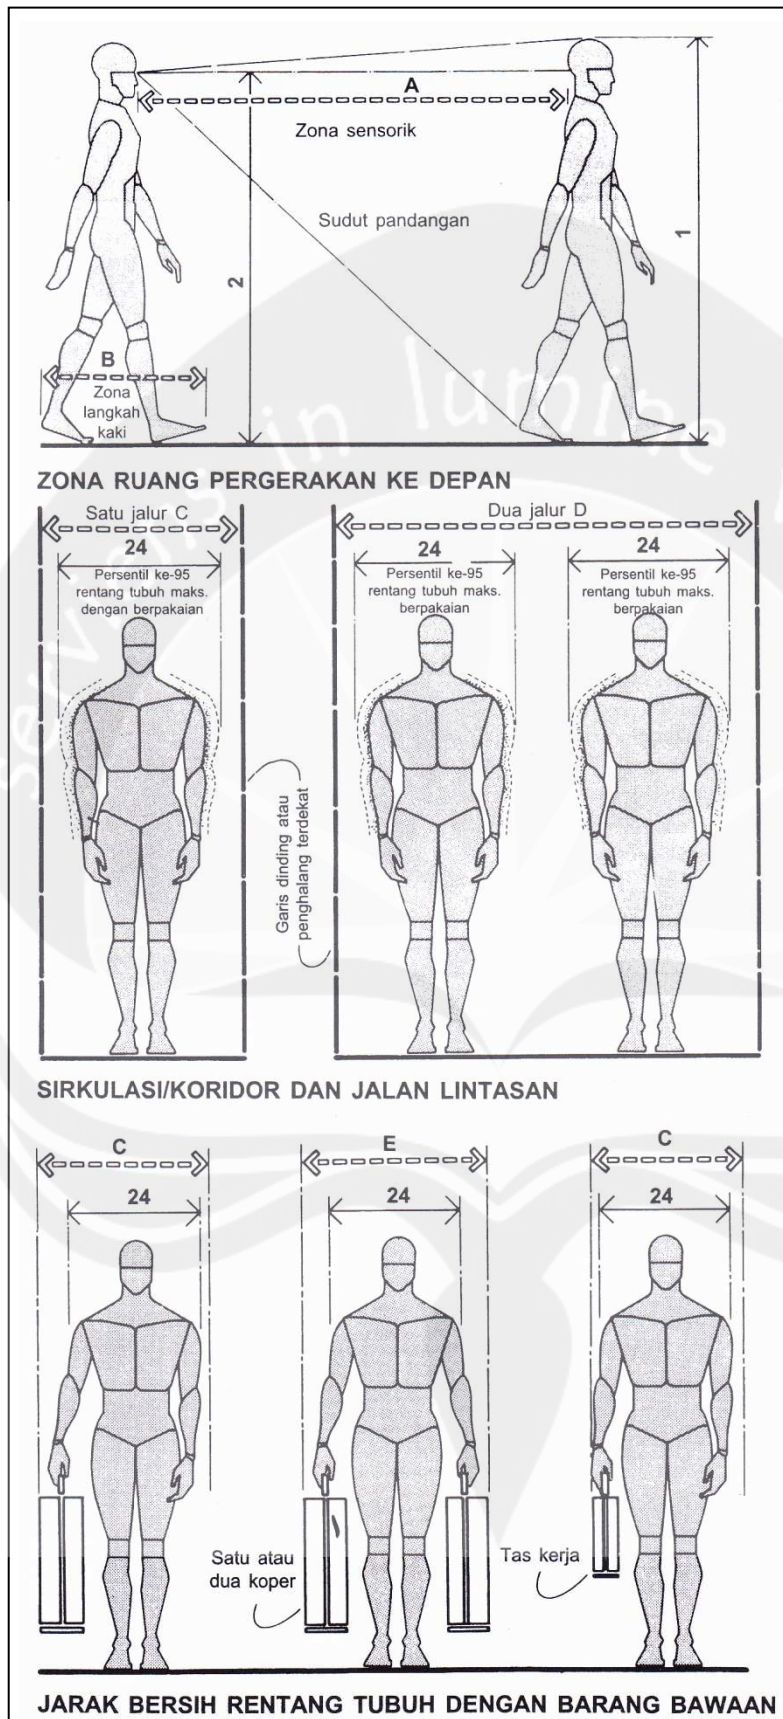 A
Zona sensorik
Sudut pandangan
1
2
B
Zona
langkah
kaki
ZONA RUANG PERGERAKAN KE DEPAN
Satu jalur C
Dua jalur D
24
24
24
Persentil ke-95
rentang tubuh maks.
dengan berpakaian
Persentil ke-95
rentang tubuh maks.
berpakaian
Persentil ke-95
rentang tubuh maks.
berpakaian
Garis dinding atau
penghalang terdekat
SIRKULASI/KORIDOR DAN JALAN LINTASAN
C
E
C
24
24
24
Satu atau
dua koper
Tas kerja
JARAK BERSIH RENTANG TUBUH DENGAN BARANG BAWAAN
serviens in lumine